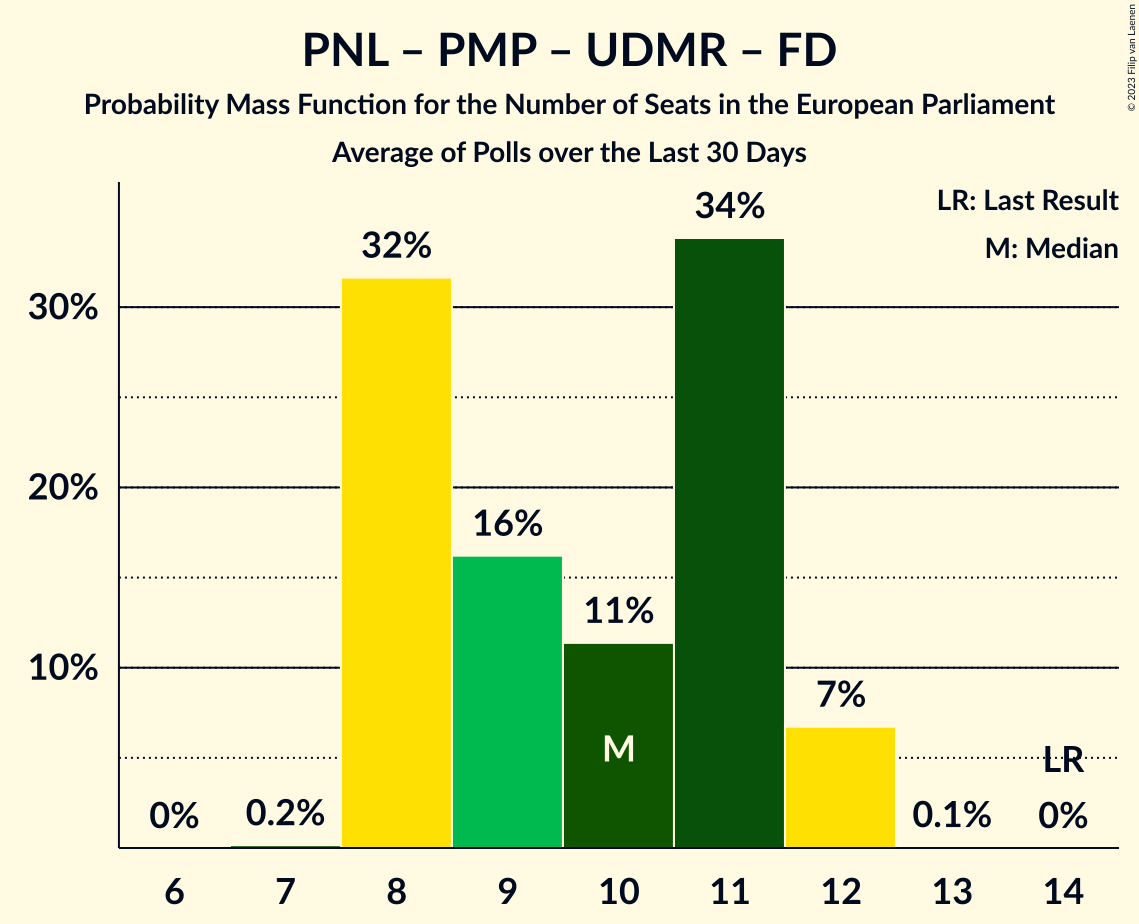 PNL – PMP – UDMR – FD
Probability Mass Function for the Number of Seats in the European Parliament
Average of Polls over the Last 30 Days
© 2023 Filip van Laenen
LR: Last Result
M: Median
34%
32%
30%
20%
16%
11%
10%
7%
M
LR
0%
0.2%
0.1%
0%
6 7 8 9 10 11 12 13 14